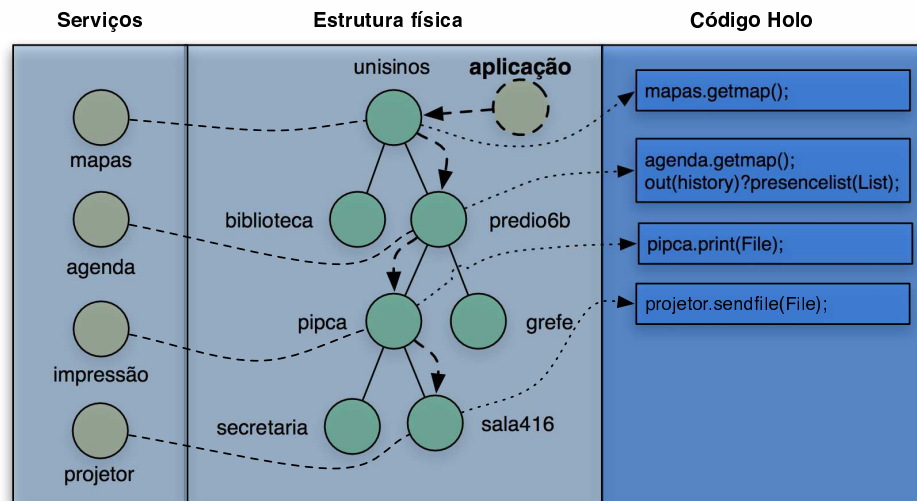 Serviços
Estrutura física
Código Holo
unisinos
aplicação
mapas
biblioteca
predio6b
agenda
pipca
grefe
impressão
secretaria
sala416
projetor
mapas.getmap();
agenda.getmap();
out(history)?presencelist(List);
pipca.print(File);
projetor.sendfile(File);